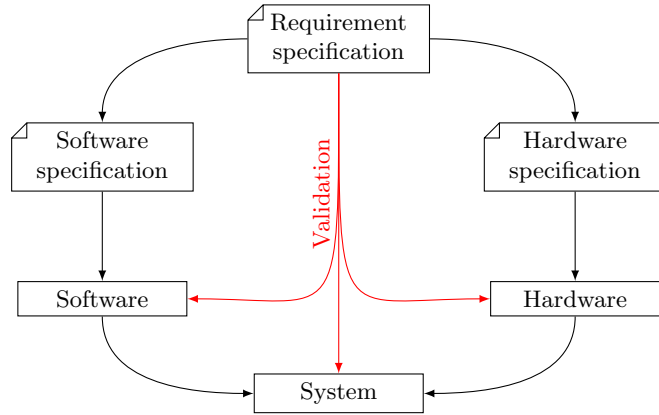 Requirement
specification
Software
specification
Hardware
specification
Validation
Software
Hardware
System